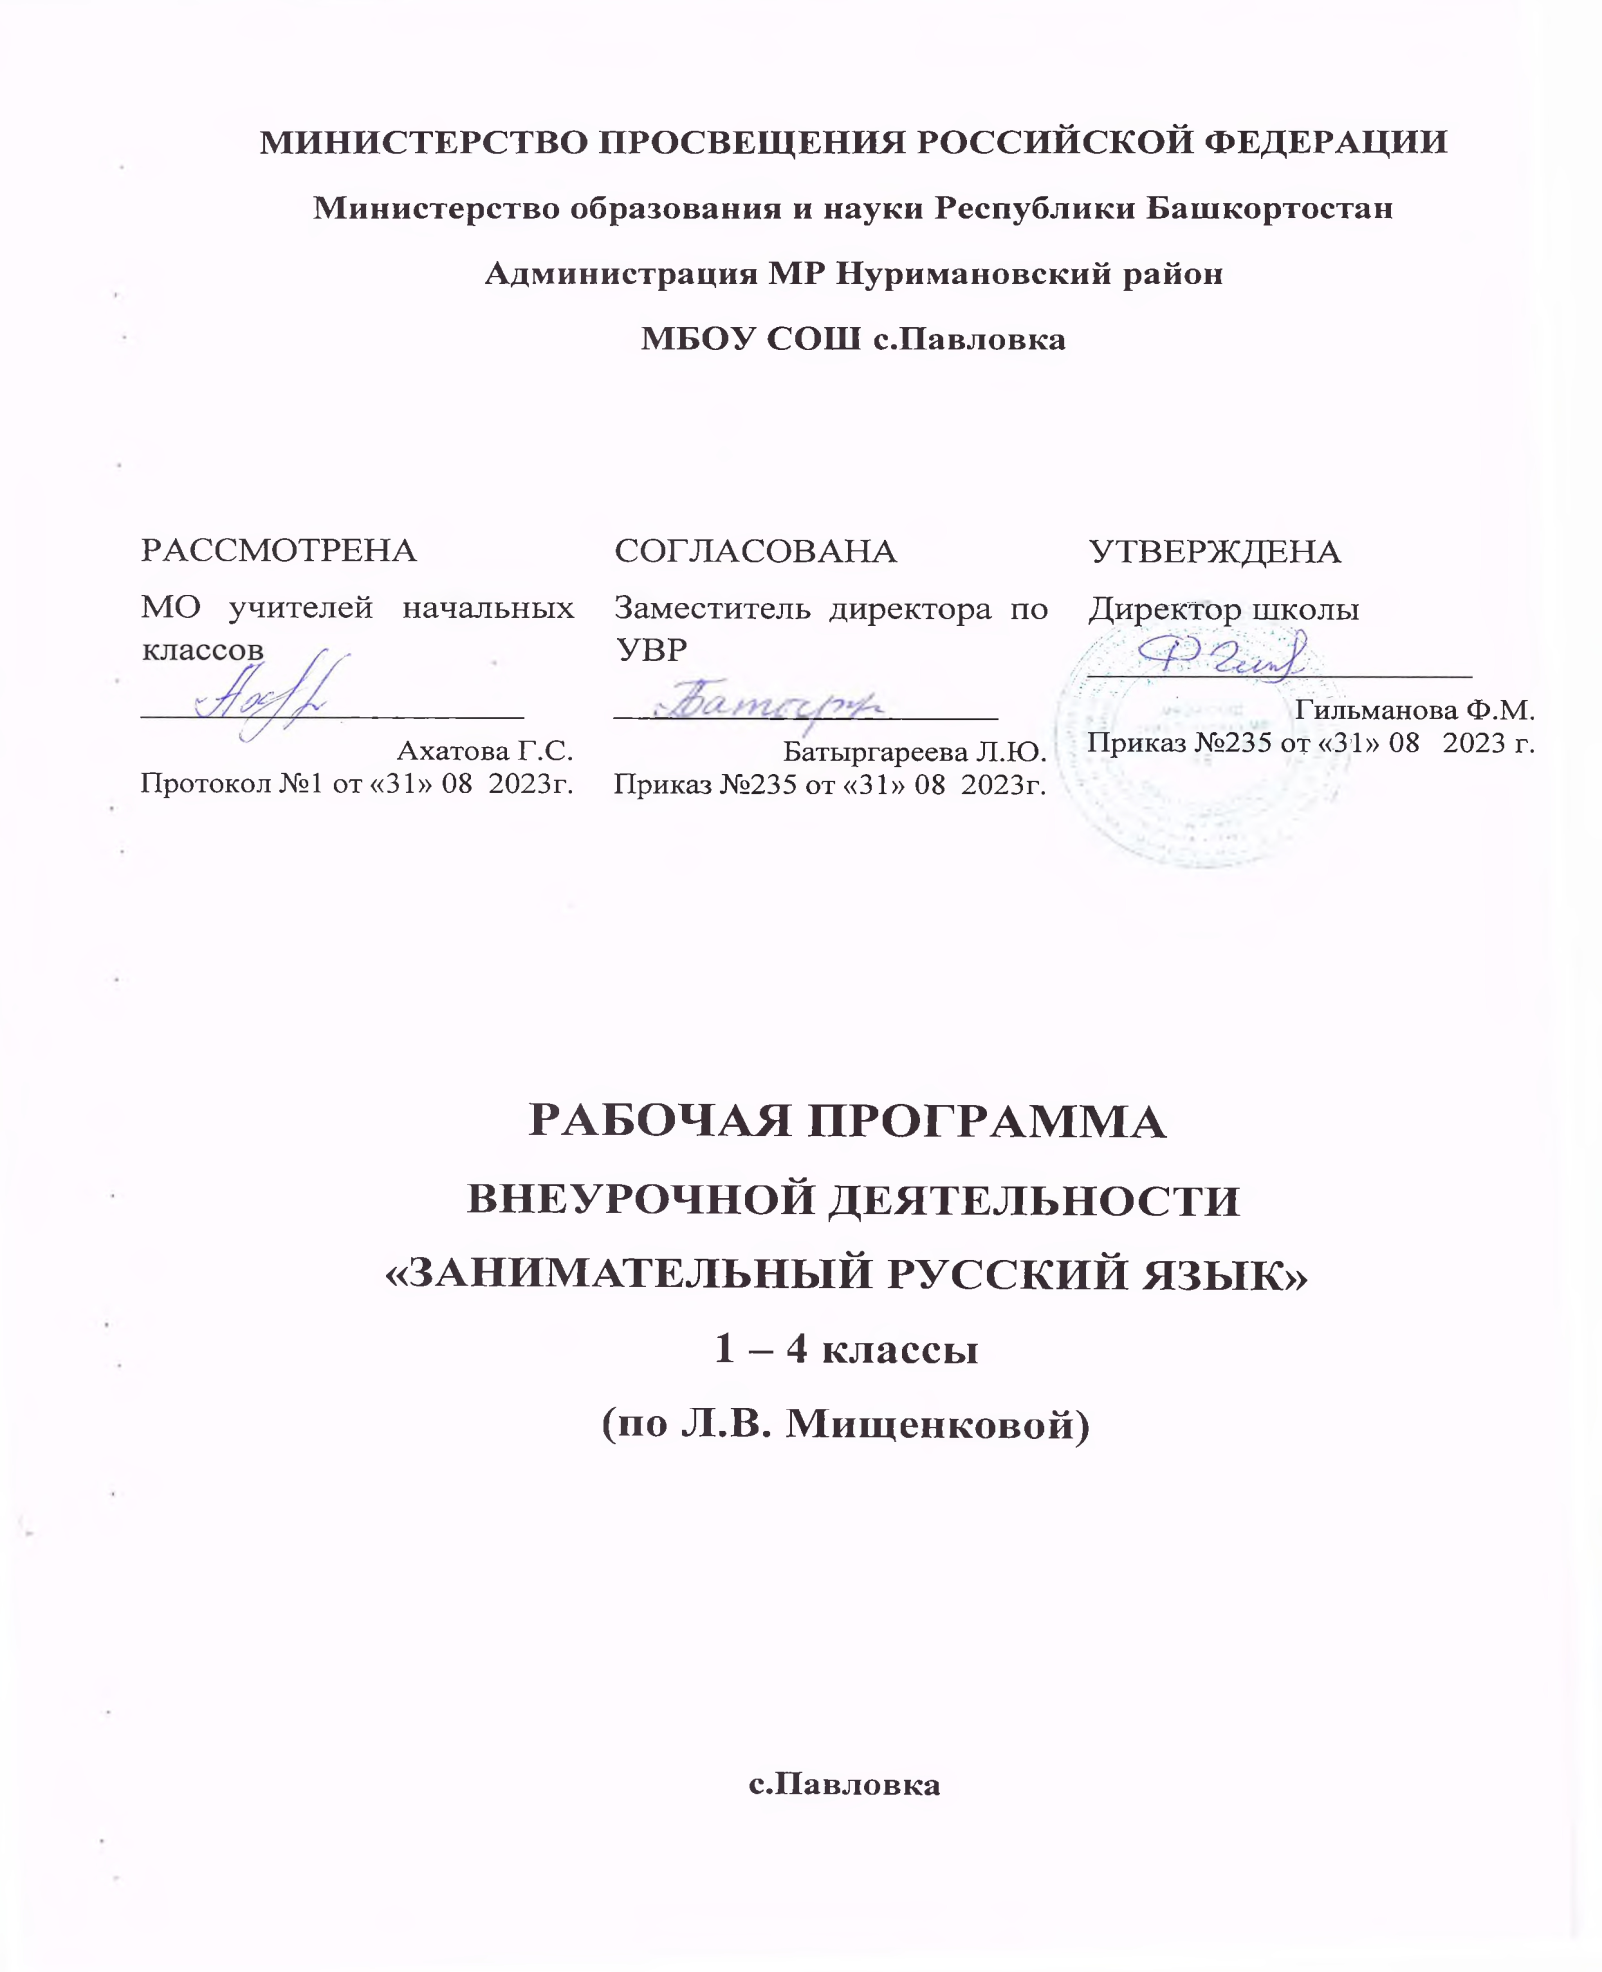 МИНИСТЕРСТВО ПРОСВЕЩЕНИЯ РОССИЙСКОЙ ФЕДЕРАЦИИ
Министерство образования и науки Республики Башкортостан
Администрация МР Нуримановский район
МБОУ СОШ с.Павловка
РАССМОТРЕНА
МО учителей начальных
классов
Ахатова Г.С.
Протокол №1 от «31» 08 2023г.
СОГЛАСОВАНА
Заместитель директора по
УВР
Батыргареева Л.Ю.
Приказ №235 от «31» 08 2023г.
УТВЕРЖДЕНА
Директор школы
Гильманова Ф.М.
Приказ №235 от «31» 08 2023 г.
РАБОЧАЯ ПРОГРАММА
ВНЕУРОЧНОЙ ДЕЯТЕЛЬНОСТИ
«ЗАНИМАТЕЛЬНЫЙ РУССКИЙ ЯЗЫК»
1 – 4 классы
(по Л.В. Мищенковой)
с.Павловка